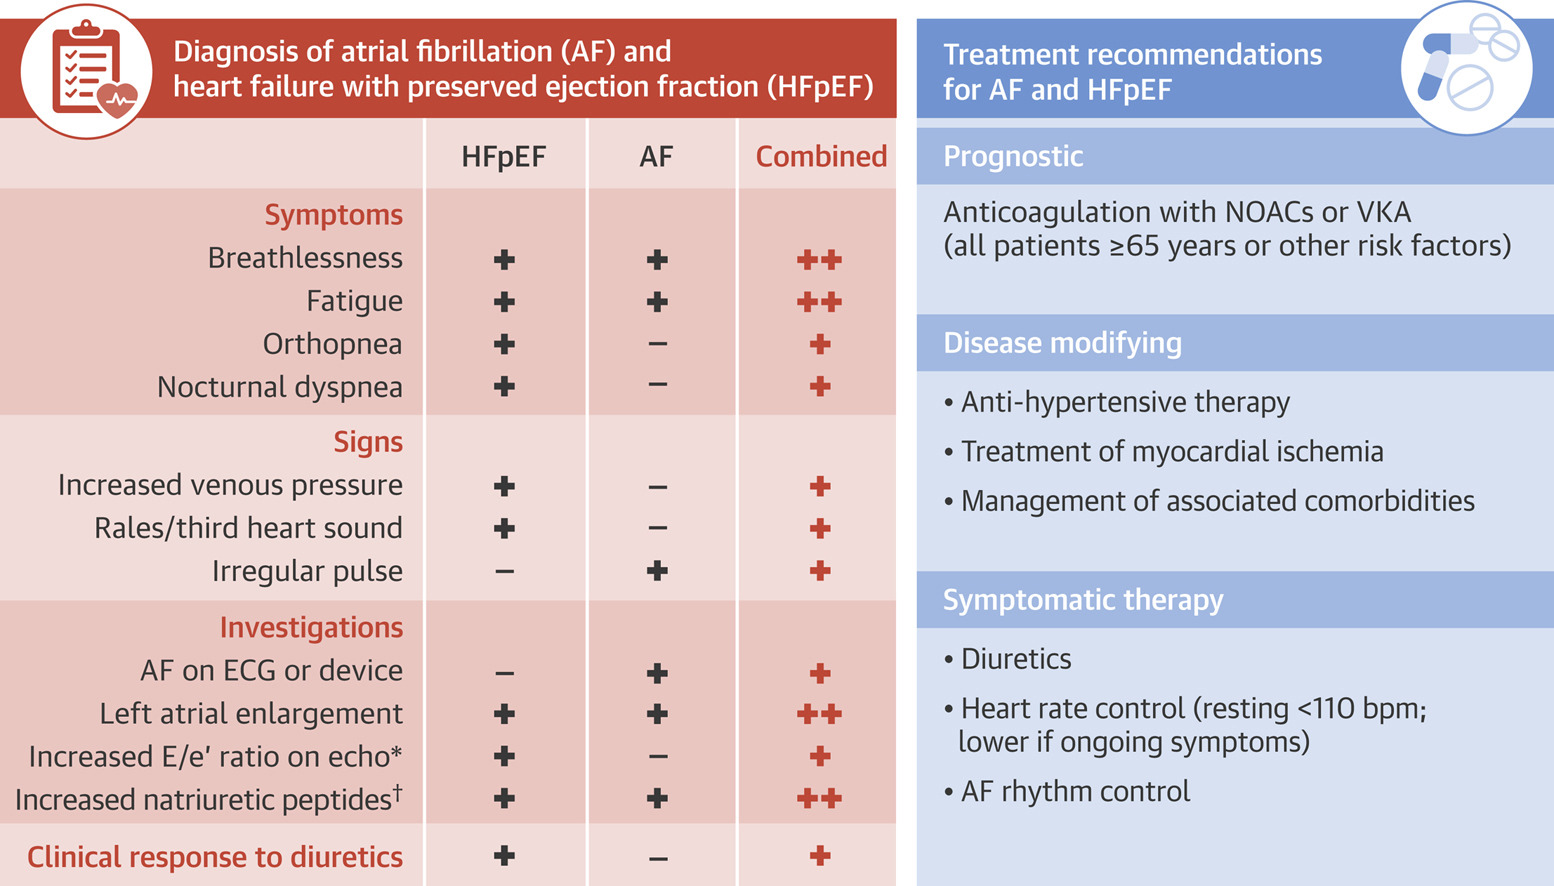 Diagnosis of atrial fibrillation (AF) and
heart failure with preserved ejection fraction (HFpEF)
HFpEF AF Combined
Symptoms
Breathlessness + + ++
Fatigue + + ++
Orthopnea + – +
Nocturnal dyspnea + – +
Signs
Increased venous pressure + – +
Rales/third heart sound + – +
Irregular pulse – + +
Investigations
AF on ECG or device – + +
Left atrial enlargement + + ++
Increased E/e' ratio on echo* + – +
Increased natriuretic peptides† + + ++
Clinical response to diuretics + – +
Treatment recommendations
for AF and HFpEF
Prognostic
Anticoagulation with NOACs or VKA
(all patients ≥65 years or other risk factors)
Disease modifying
• Anti-hypertensive therapy
• Treatment of myocardial ischemia
• Management of associated comorbidities
Symptomatic therapy
• Diuretics
• Heart rate control (resting <110 bpm;
lower if ongoing symptoms)
• AF rhythm control